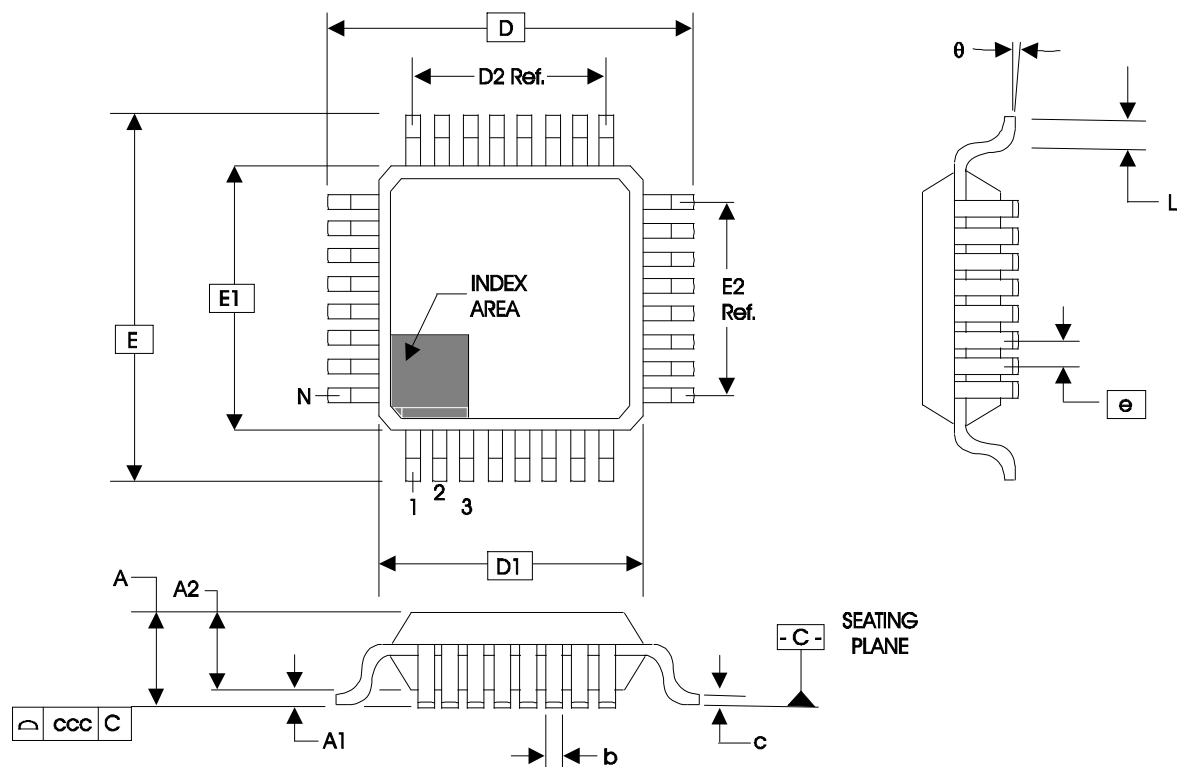 D
θ
D2 Ref.
L
INDEX
AREA
E1
E2
Ref.
E
N
e
1
2
3
D1
A
A2
SEATING
PLANE
- C -
ccc C
A1
b
c